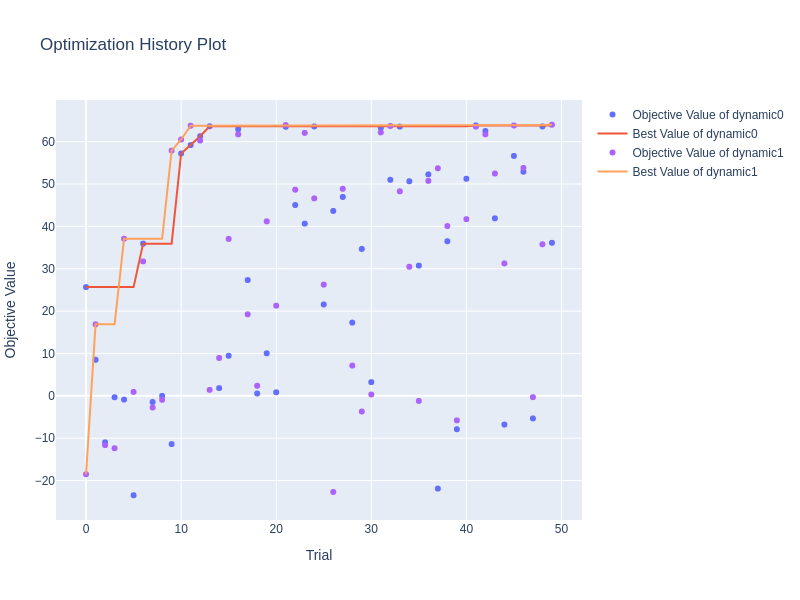 Optimization History Plot
Objective Value of dynamic0
Best Value of dynamic0
Objective Value of dynamic1
Best Value of dynamic1
60
50
40
30
20
10
0
−10
−20
Objective Value
0
10
20
30
40
50
Trial